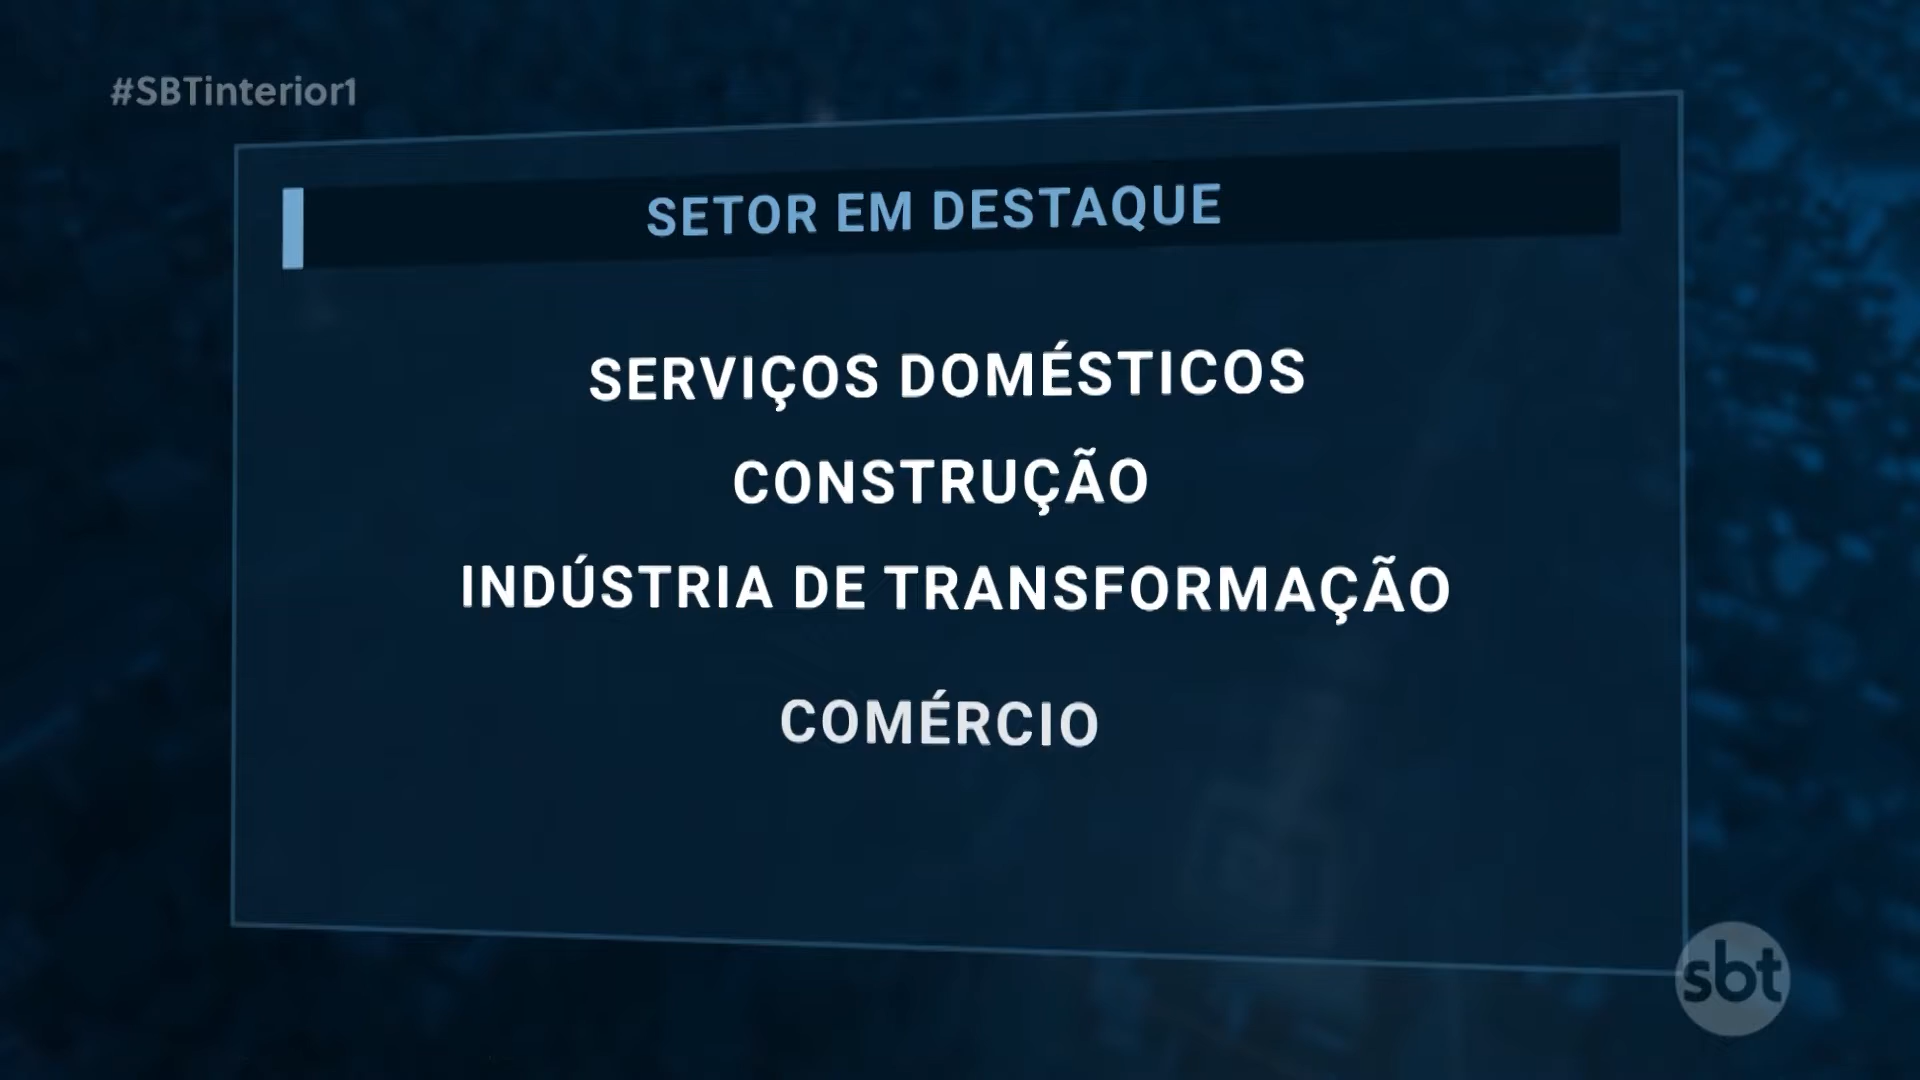 #SBTinterior1
SETOR EM DESTAQUE
SERVIÇOS DOMÉSTICOS
CONSTRUÇÃO
INDÚSTRIA DE TRANSFORMAÇÃO
COMÉRCIO
sbt